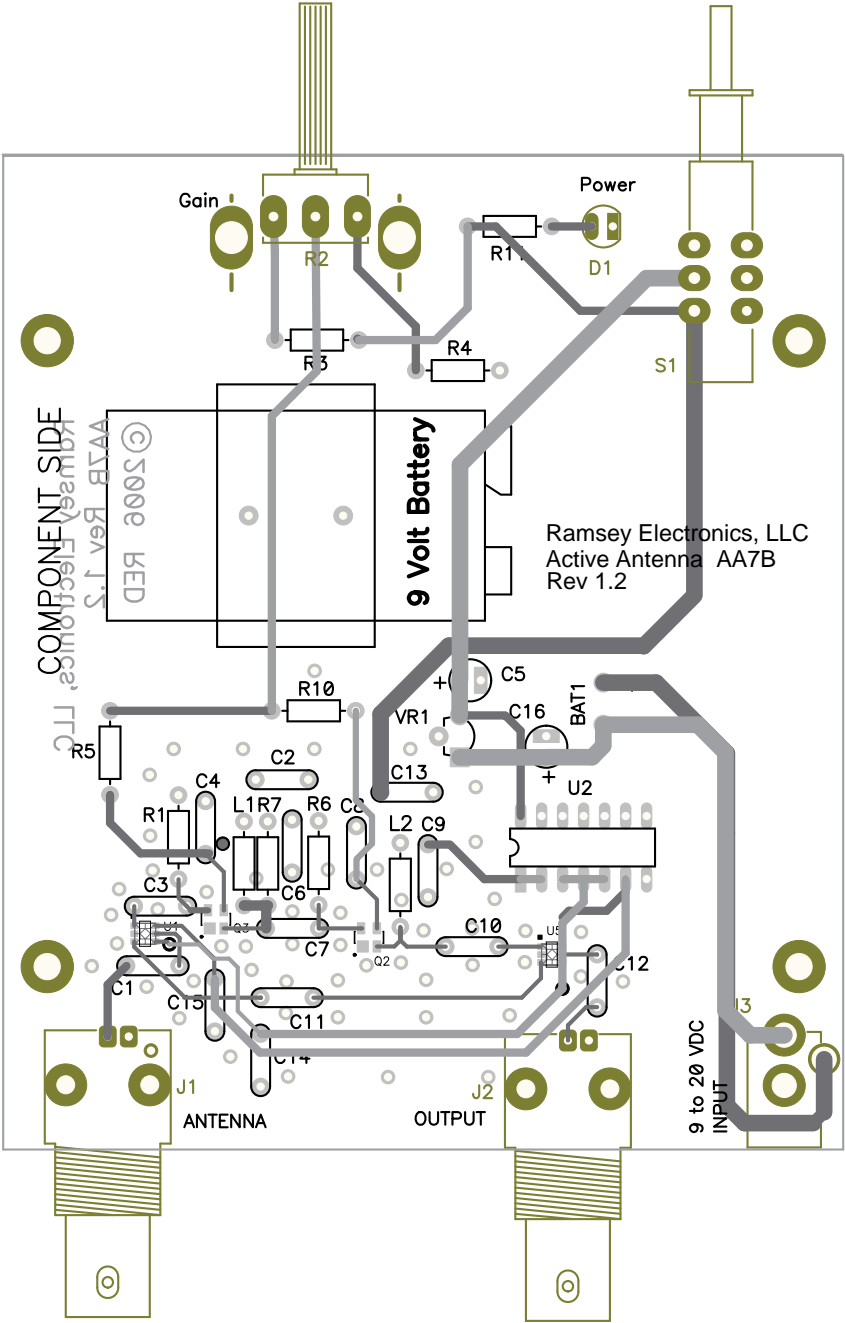 Power
Gain
R11
D1
R2
R3
R4
S1
COMPONENT SIDE
Ramsey Electronics, LLC
AA7B Rev 1.2
©2006 RED
9 Volt Battery
Ramsey Electronics, LLC
Active Antenna AA7B
Rev 1.2
C5
R10
VR1
C16
BAT1
R5
C2
C13
U2
C4
R1
L1
R7
R6
C8
L2
C9
C3
C6
U1
Q3
C7
C10
U5
Q2
C1
C15
C12
C11
J3
C14
J1
J2
9 to 20 VDC
INPUT
ANTENNA
OUTPUT